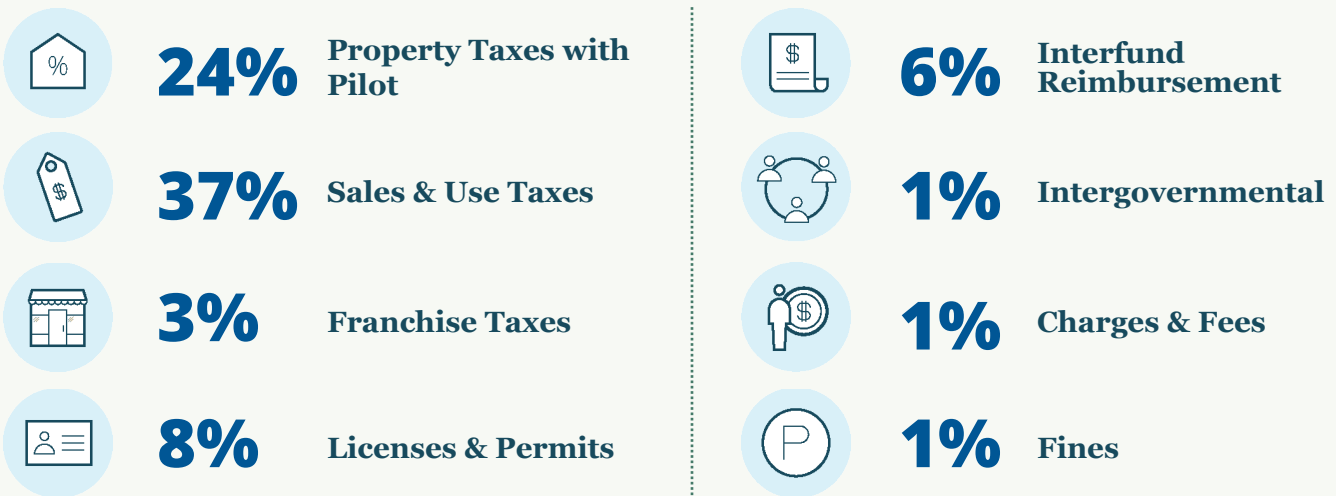 %
24%
Property Taxes with
Pilot
$
37%
Sales & Use Taxes
3%
Franchise Taxes
8%
Licenses & Permits
$
6%
Interfund
Reimbursement
1%
Intergovernmental
$
1%
Charges & Fees
P
1%
Fines